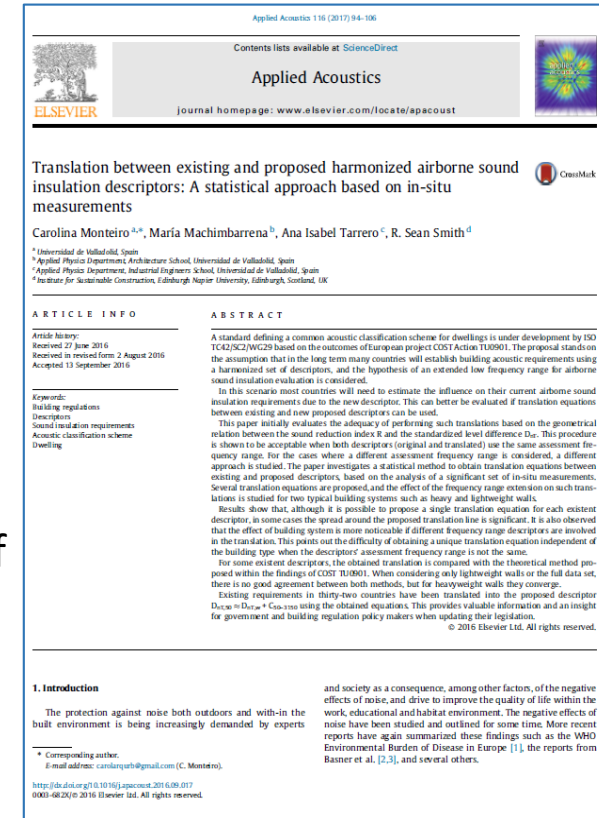 Applied Acoustics 116 (2017) 94–106
Contents lists available at ScienceDirect
Applied Acoustics
journal homepage: www.elsevier.com/locate/apacoust
ELSEVIER
Translation between existing and proposed harmonized airborne sound
insulation descriptors: A statistical approach based on in-situ
measurements
CrossMark
Carolina Monteiro a,*, María Machimbarrena b, Ana Isabel Tarrero c, R. Sean Smith d
a Universidad de Valladolid, Spain
b Applied Physics Department, Architecture School, Universidad de Valladolid, Spain
c Applied Physics Department, Industrial Engineers School, Universidad de Valladolid, Spain
d Institute for Sustainable Construction, Edinburgh Napier University, Edinburgh, Scotland, UK
ARTICLE INFO
Article history:
Received 27 June 2016
Received in revised form 2 August 2016
Accepted 13 September 2016
Keywords:
Building regulations
Descriptors
Sound insulation requirements
Acoustic classification scheme
Dwelling
ABSTRACT
A standard defining a common acoustic classification scheme for dwellings is under development by ISO
TC42/SC2/WG29 based on the outcomes of European project COST Action TU0901. The proposal stands on
the assumption that in the long term many countries will establish building acoustic requirements using
a harmonized set of descriptors, and the hypothesis of an extended low frequency range for airborne
sound insulation evaluation is considered.
In this scenario most countries will need to estimate the influence on their current airborne sound
insulation requirements due to the new descriptor. This can better be evaluated if translation equations
between existing and new proposed descriptors can be used.
This paper initially evaluates the adequacy of performing such translations based on the geometrical
relation between the sound reduction index R and the standardized level difference DnT. This procedure
is shown to be acceptable when both descriptors (original and translated) use the same assessment fre-
quency range. For the cases where a different assessment frequency range is considered, a different
approach is studied. The paper investigates a statistical method to obtain translation equations between
existing and proposed descriptors, based on the analysis of a significant set of in-situ measurements.
Several translation equations are proposed, and the effect of the frequency range extension on such trans-
lations is studied for two typical building systems such as heavy and lightweight walls.
Results show that, although it is possible to propose a single translation equation for each existent
descriptor, in some cases the spread around the proposed translation line is significant. It is also observed
that the effect of building system is more noticeable if different frequency range descriptors are involved
in the translation. This points out the difficulty of obtaining a unique translation equation independent of
the building type when the descriptors' assessment frequency range is not the same.
For some existent descriptors, the obtained translation is compared with the theoretical method pro-
posed within the findings of COST TU0901. When considering only lightweight walls or the full data set,
there is no good agreement between both methods, but for heavyweight walls they converge.
Existing requirements in thirty-two countries have been translated into the proposed descriptor
DnT,50 ≈ DnT,w + C50–3150 using the obtained equations. This provides valuable information and an insight
for government and building regulation policy makers when updating their legislation.
© 2016 Elsevier Ltd. All rights reserved.
f
1. Introduction
The protection against noise both outdoors and with-in the
built environment is being increasingly demanded by experts
and society as a consequence, among other factors, of the negative
effects of noise, and drive to improve the quality of life within the
work, educational and habitat environment. The negative effects of
noise have been studied and outlined for some time. More recent
reports have again summarized these findings such as the WHO
Environmental Burden of Disease in Europe [1], the reports from
Basner et al. [2,3], and several others.
* Corresponding author.
E-mail address: carolarqurb@gmail.com (C. Monteiro).
http://dx.doi.org/10.1016/j.apacoust.2016.09.017
0003-682X/© 2016 Elsevier Ltd. All rights reserved.